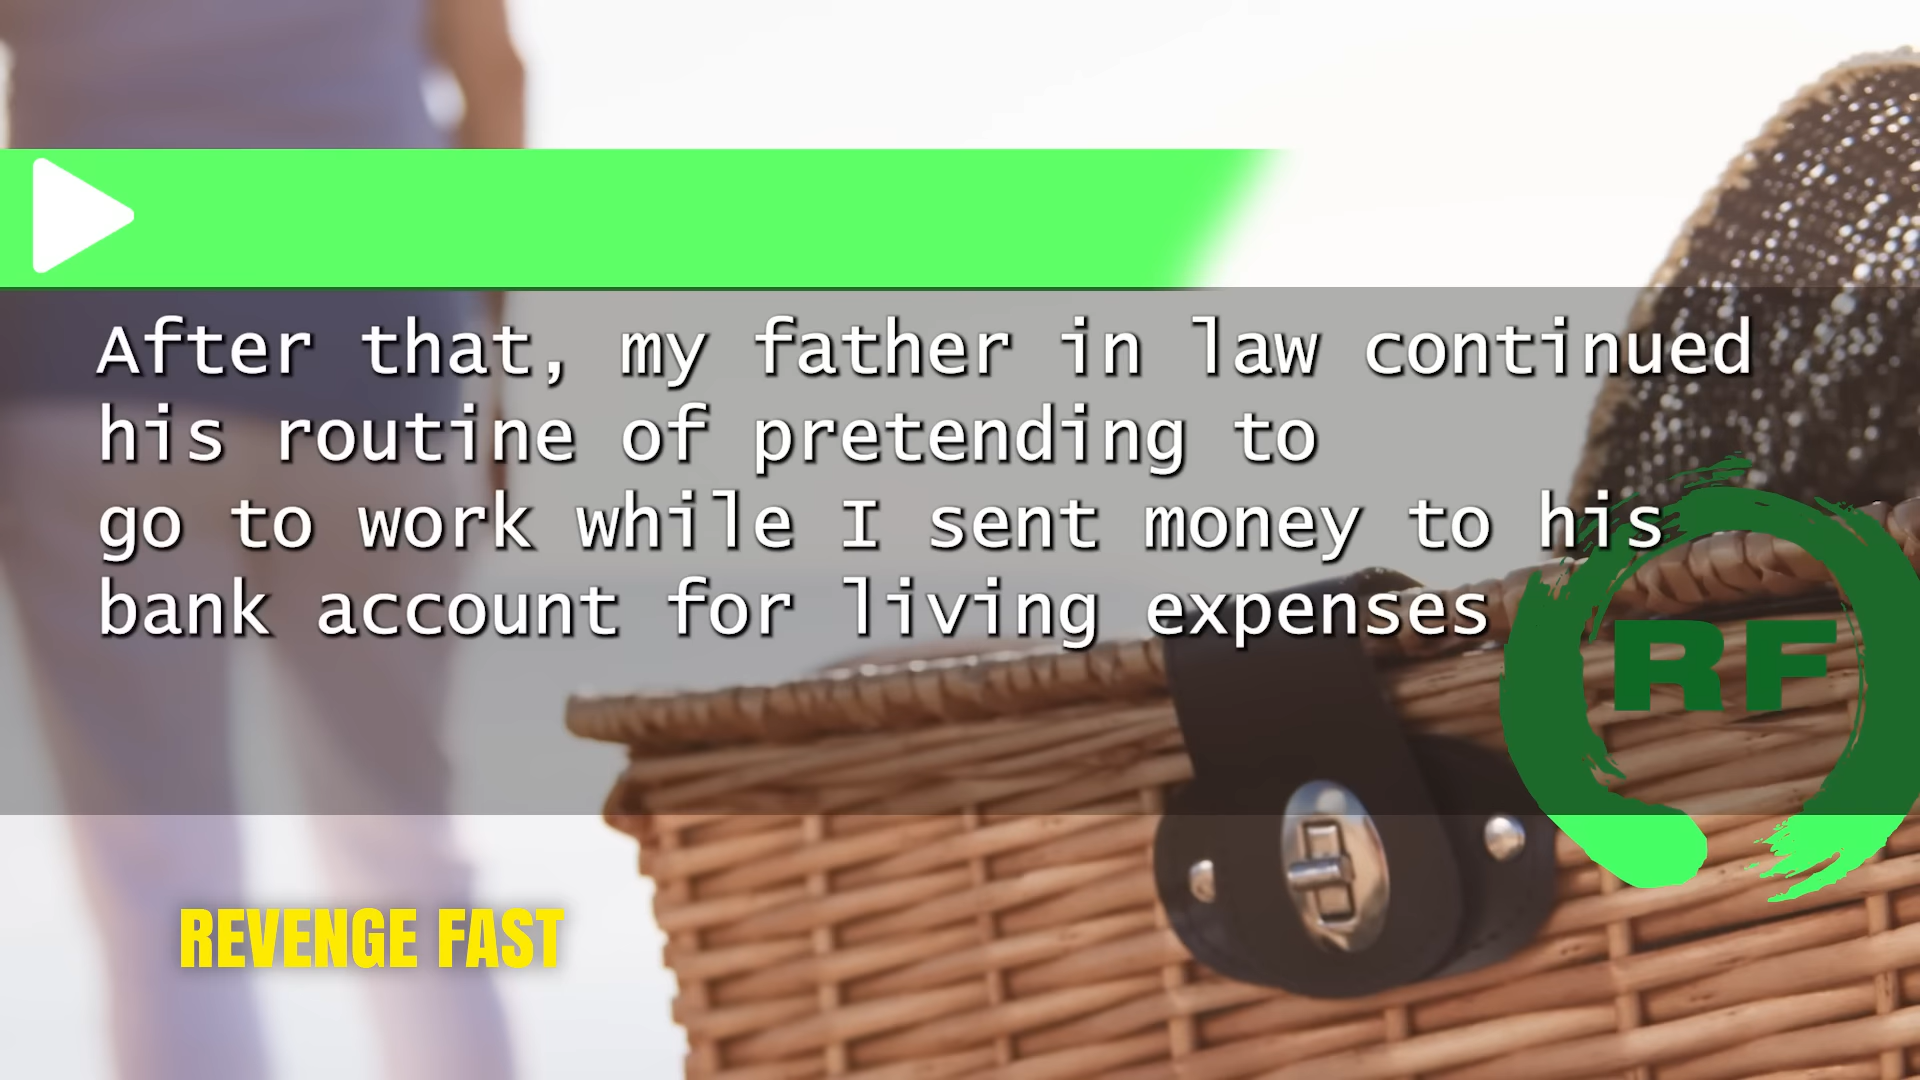 After that, my father in law continued
his routine of pretending to
go to work while I sent money to his
bank account for living expenses
RF
REVENGE FAST